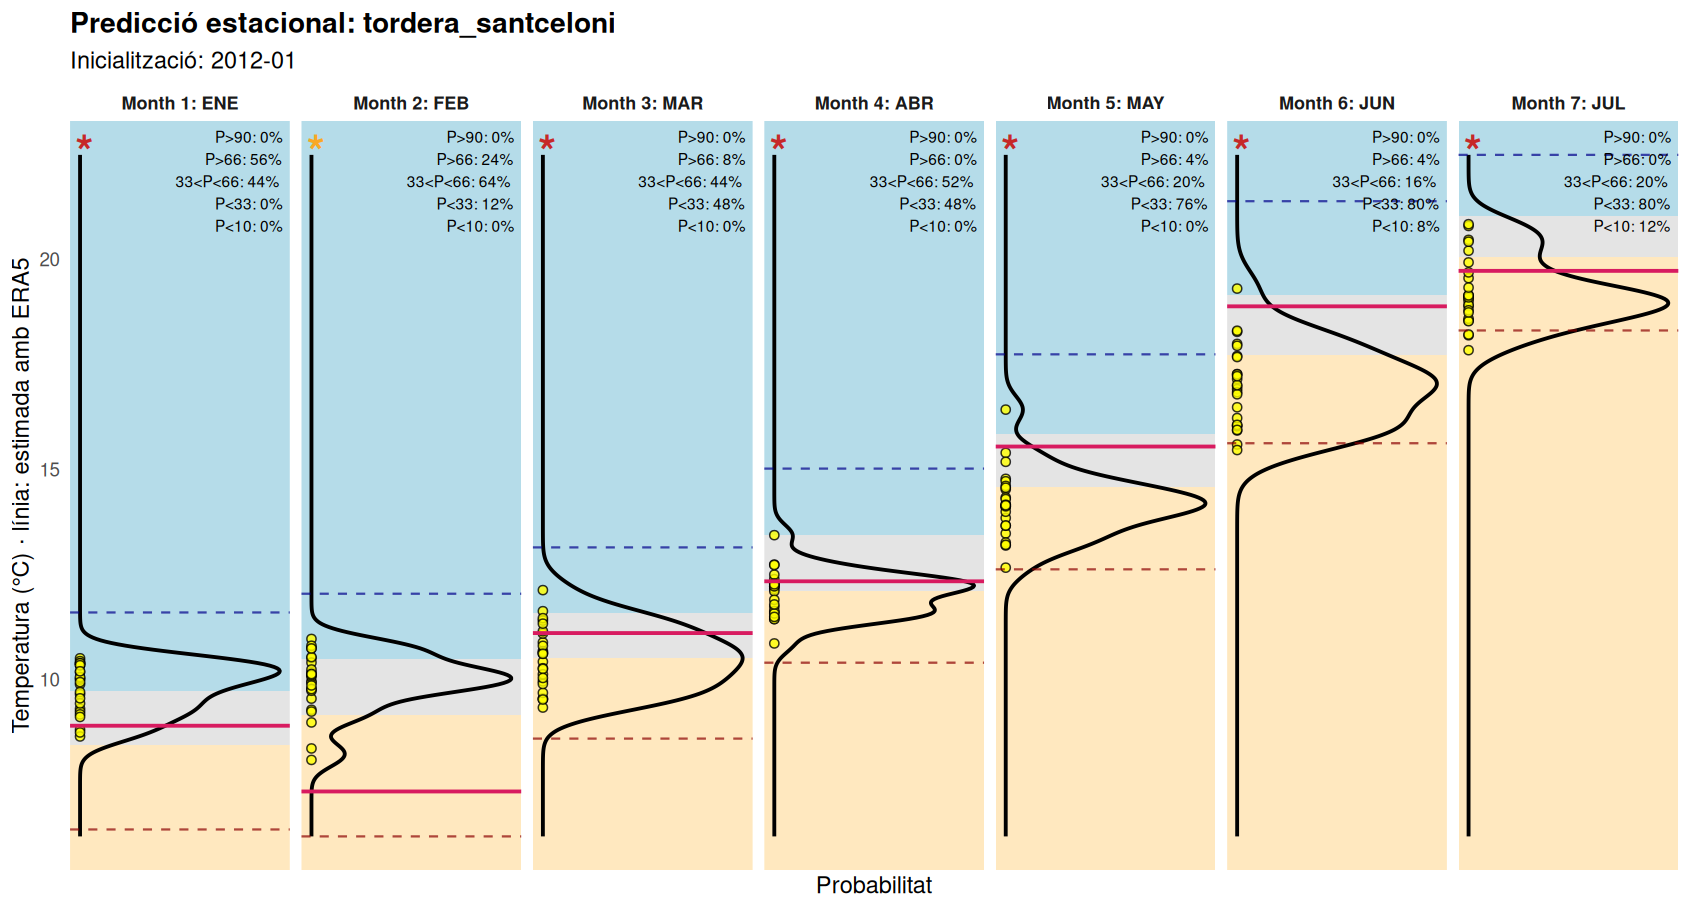 Predicció estacional: tordera_santceloni
Inicialització: 2012-01
Month 1: ENE
Month 2: FEB
Month 3: MAR
Month 4: ABR
Month 5: MAY
Month 6: JUN
Month 7: JUL
*
P>90: 0%
P>66: 56%
33<P<66: 44%
P<33: 0%
P<10: 0%
*
P>90: 0%
P>66: 24%
33<P<66: 64%
P<33: 12%
P<10: 0%
*
P>90: 0%
P>66: 8%
33<P<66: 44%
P<33: 48%
P<10: 0%
*
P>90: 0%
P>66: 0%
33<P<66: 52%
P<33: 48%
P<10: 0%
*
P>90: 0%
P>66: 4%
33<P<66: 20%
P<33: 76%
P<10: 0%
*
P>90: 0%
P>66: 4%
33<P<66: 16%
P<33: 80%
P<10: 8%
*
P>90: 0%
P>66: 0%
33<P<66: 20%
P<33: 80%
P<10: 12%
20
15
10
Temperatura (°C) · línia: estimada amb ERA5
Probabilitat